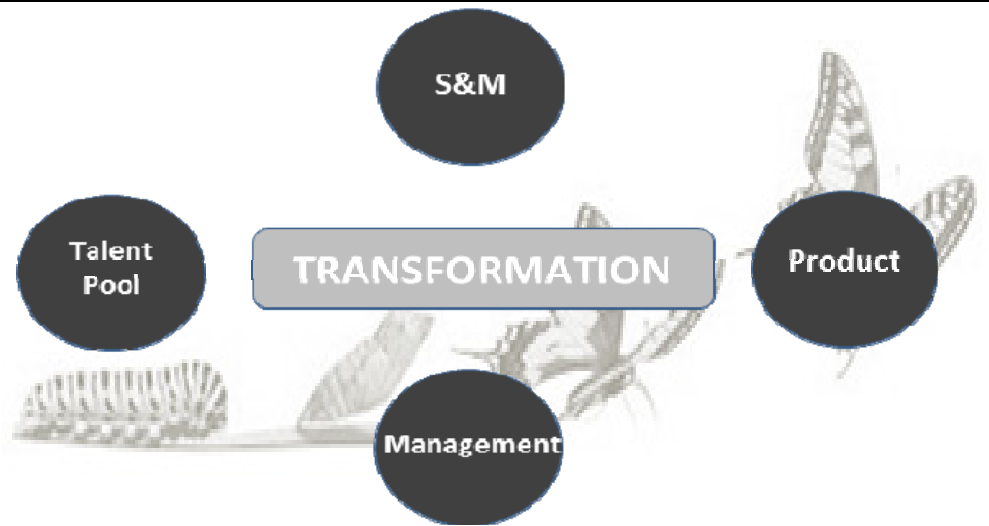 S&M
Talent
Pool
TRANSFORMATION
Product
Management